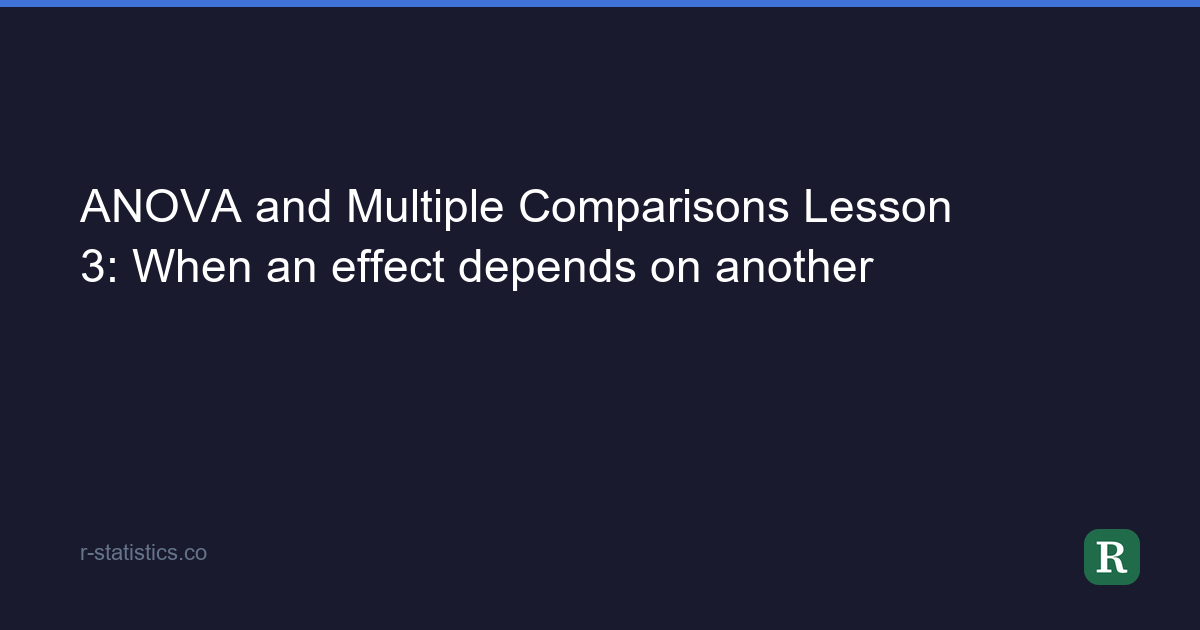 ANOVA and Multiple Comparisons Lesson
3: When an effect depends on another
r-statistics.co
R